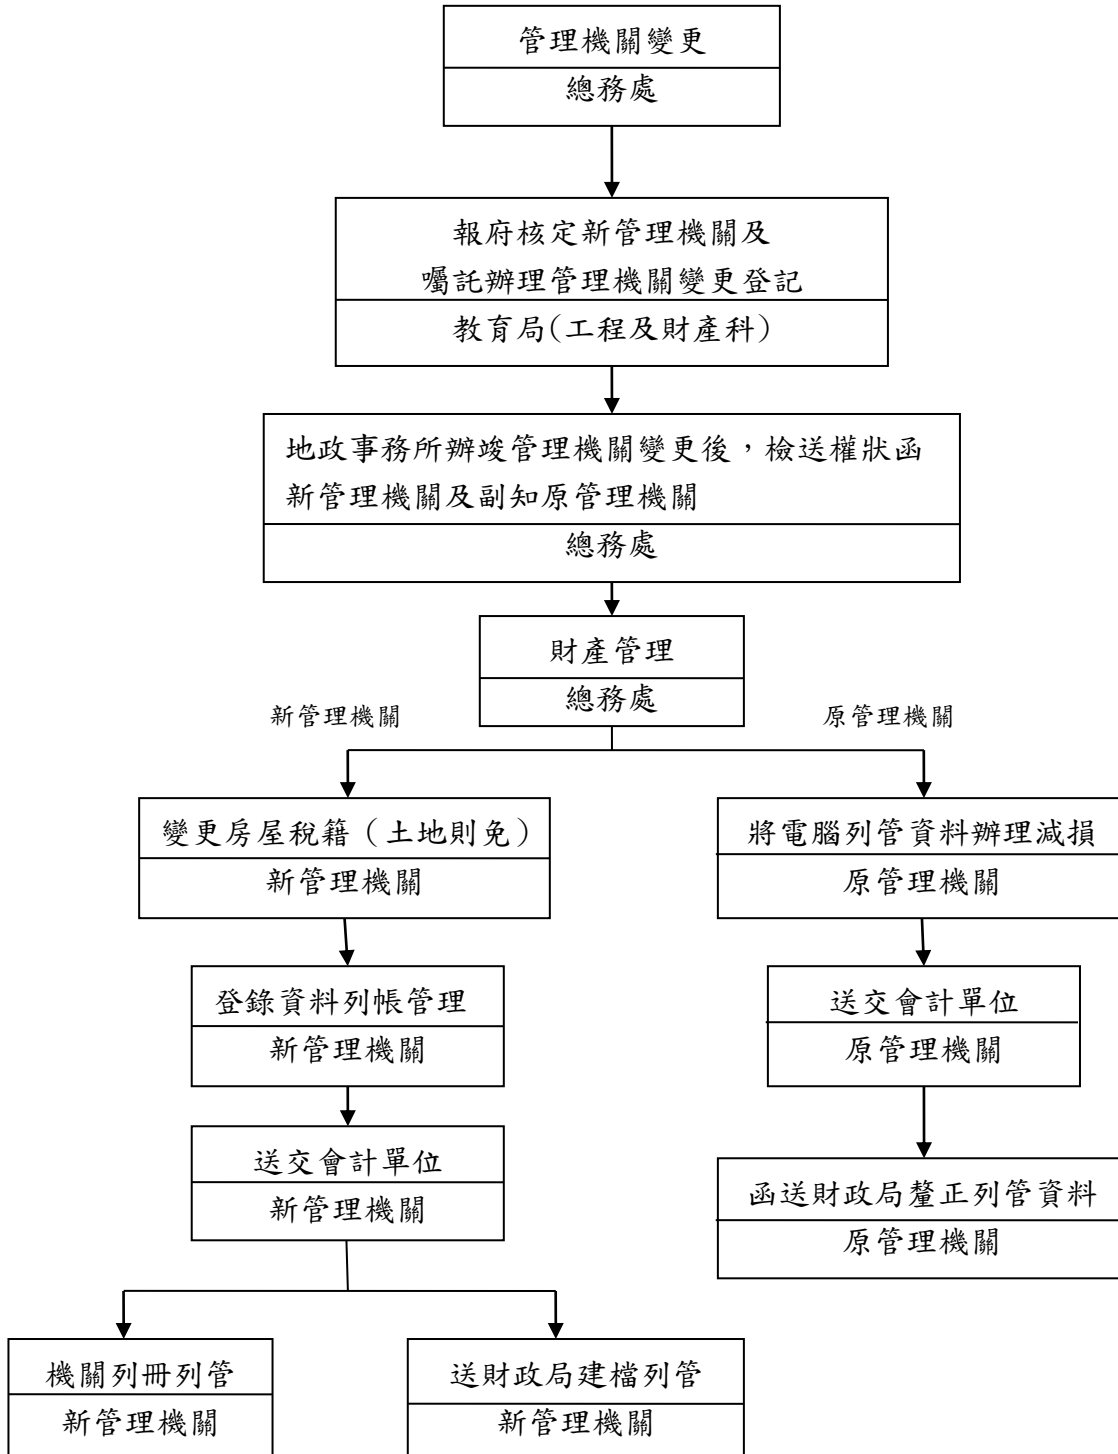 管理機關變更
總務處
報府核定新管理機關及
囑託辦理管理機關變更登記
教育局(工程及財產科)
地政事務所辦竣管理機關變更後，檢送權狀函
新管理機關及副知原管理機關
總務處
財產管理
總務處
新管理機關
原管理機關
變更房屋稅籍（土地則免）
新管理機關
將電腦列管資料辦理減損
原管理機關
登錄資料列帳管理
新管理機關
送交會計單位
原管理機關
送交會計單位
新管理機關
函送財政局釐正列管資料
原管理機關
機關列冊列管
新管理機關
送財政局建檔列管
新管理機關